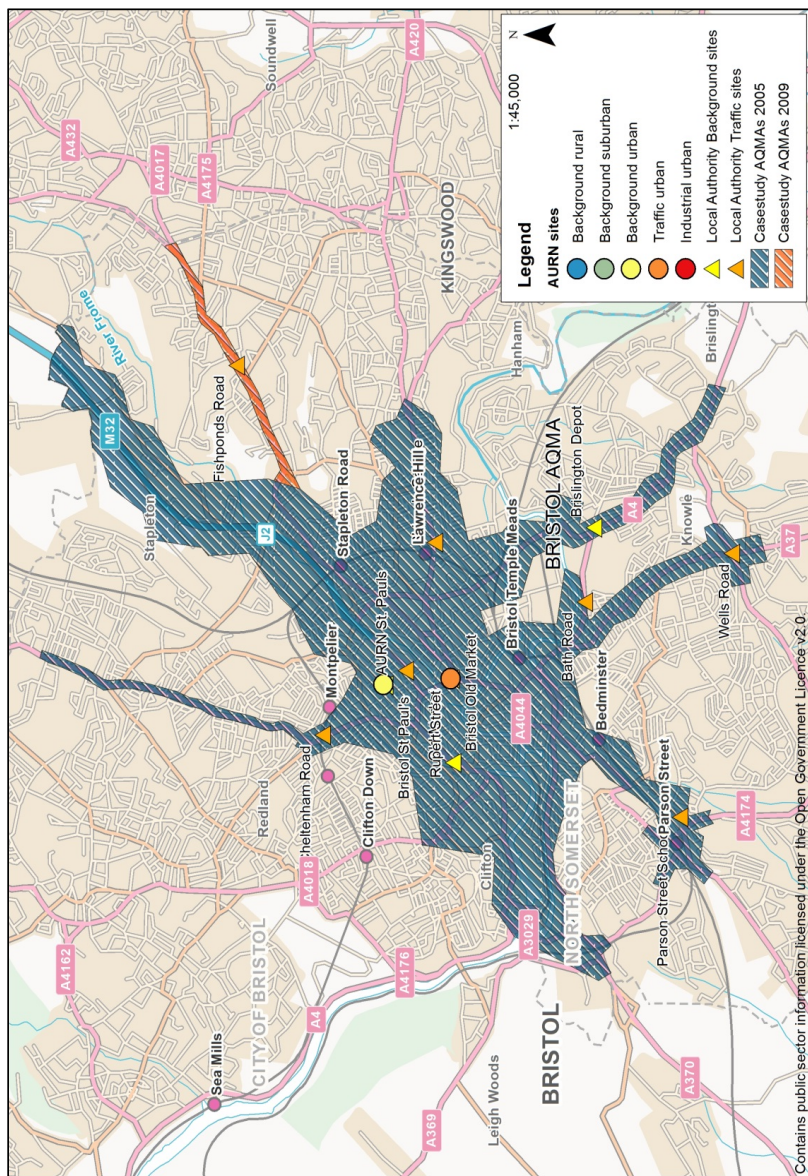 Soundwell
A420
A432
A4017
A4175
KINGSWOOD
River Frome
M32
Fishponds Road
Hanham
Stapleton
J2
Stapleton Road
Lawrence Hill
BRISTOL AQMA
Brislington Depot
A4
Knowle
A37
Bristol Temple Meads
Bath Road
Wells Road
Montpelier
AURN St. Pauls
Bristol St Paul's
Rupert Street
Bristol Old Market
A4044
Bedminster
Redland
Cheltenham Road
Clifton Down
A4018
Clifton
NORTH SOMERSET
Parson Street
Parson Street School
A4174
A4162
CITY OF BRISTOL
A4176
A4
A3029
Sea Mills
BRISTOL
Leigh Woods
A369
A370
Legend
1:45,000
N
AURN sites
Background rural
Background suburban
Background urban
Traffic urban
Industrial urban
Local Authority Background sites
Local Authority Traffic sites
Casestudy AQMAs 2005
Casestudy AQMAs 2009
Contains public sector information licensed under the Open Government Licence v2.0